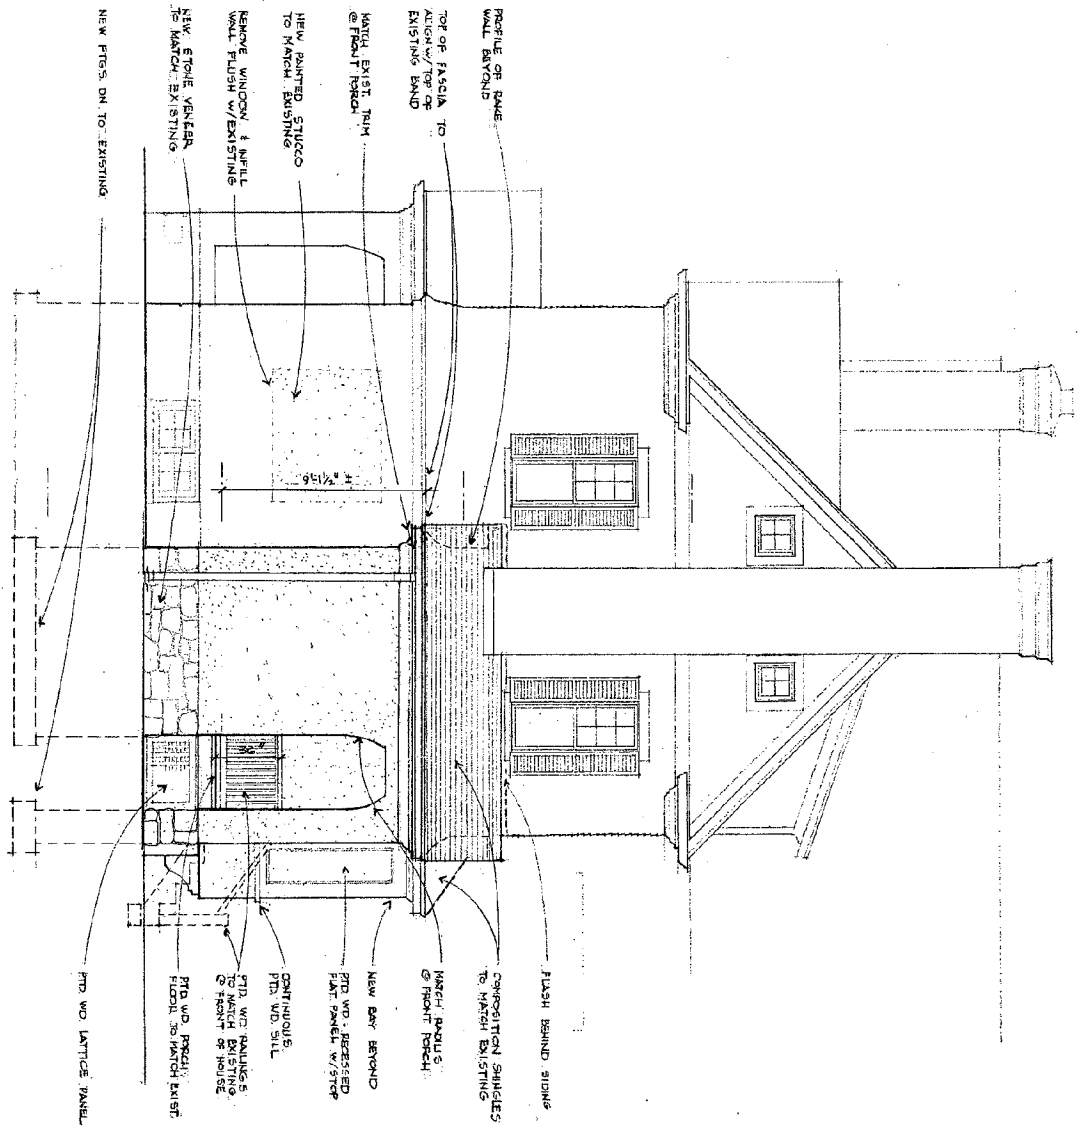 PROFILE OF RAKE
WALL BEYOND
TOP OF FASCIA TO
ALIGN W/ TOP OF
EXISTING BAND
MATCH EXIST. TRIM
@ FRONT PORCH
NEW PAINTED STUCCO
TO MATCH EXISTING
REMOVE WINDOW & INFILL
WALL FLUSH W/EXISTING
NEW STONE VENEER
TO MATCH EXISTING
NEW FTGS. DN. TO EXISTING
36"
FLASH BEHIND SIDING
COMPOSITION SHINGLES
TO MATCH EXISTING
MATCH RADIUS
@ FRONT PORCH
NEW BAY BEYOND
PTD. WD. RECESSED
FLAT PANEL W/STOP
CONTINUOUS
PTD. WD. SILL
PTD. WD. RAILINGS
TO MATCH EXISTING
@ FRONT OF HOUSE
PTD. WD. PORCH
FLOOR TO MATCH EXIST.
PTD. WD. LATTICE PANEL